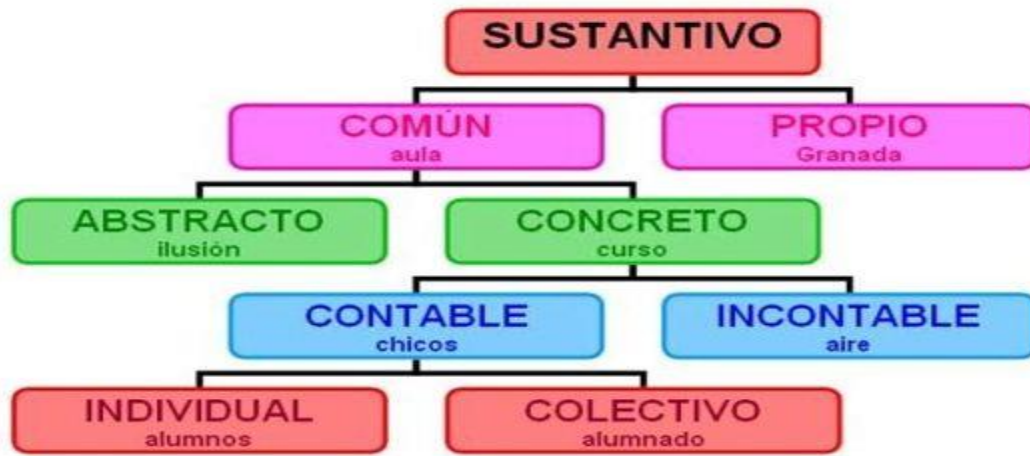 SUSTANTIVO
COMÚN
aula
PROPIO
Granada
ABSTRACTO
ilusión
CONCRETO
curso
CONTABLE
chicos
INCONTABLE
aire
INDIVIDUAL
alumnos
COLECTIVO
alumnado